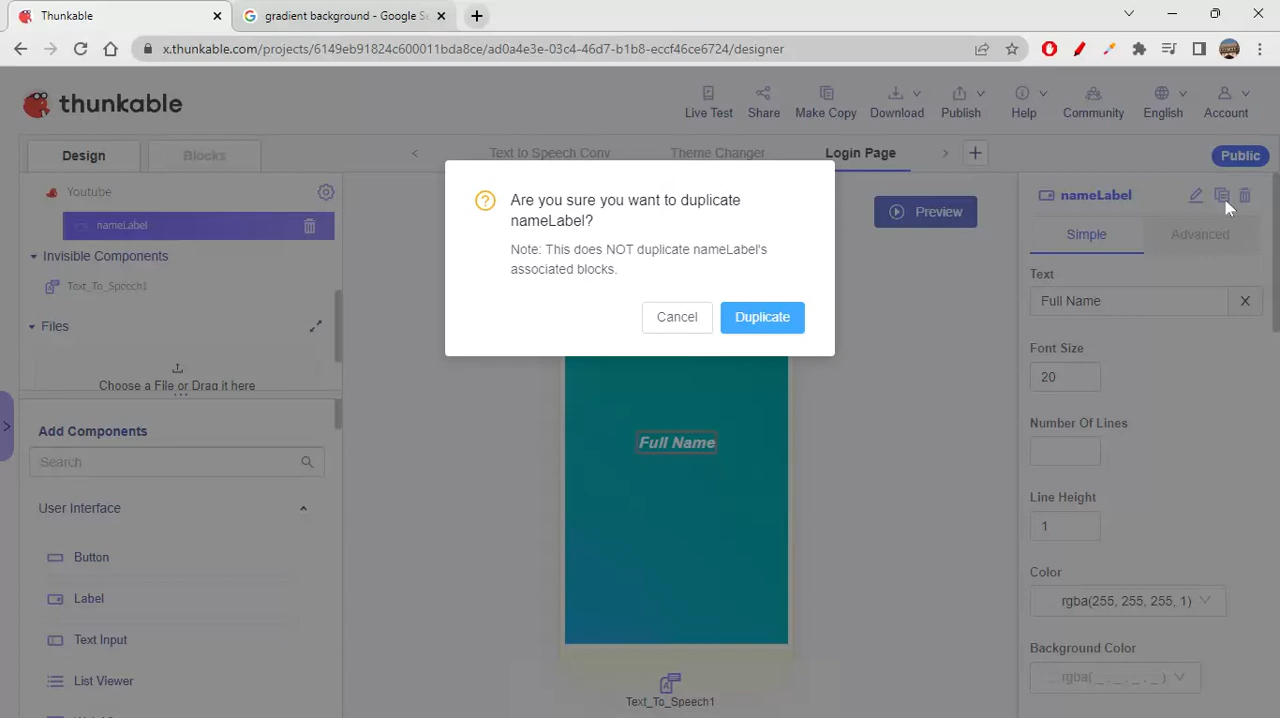 Thunkable
gradient background - Google Se
x.thunkable.com/projects/6149eb91824c600011bda8ce/ad0a4e3e-03c4-46d7-b1b8-eccf46ce6724/designer
thunkable
Live Test
Share
Make Copy
Download
Publish
Help
Community
English
Account
Design
Blocks
Text to Speech Conv
Theme Changer
Login Page
Public
Youtube
nameLabel
Invisible Components
Text_To_Speech1
Files
Choose a File or Drag it here
Add Components
Search
User Interface
Button
Label
Text Input
List Viewer
Are you sure you want to duplicate
nameLabel?
Note: This does NOT duplicate nameLabel's
associated blocks.
Cancel
Duplicate
Preview
Full Name
Text_To_Speech1
nameLabel
Simple
Advanced
Text
Full Name
X
Font Size
20
Number Of Lines
Line Height
1
Color
rgba(255, 255, 255, 1)
Background Color
rgba( _ , _ , _ , _ )